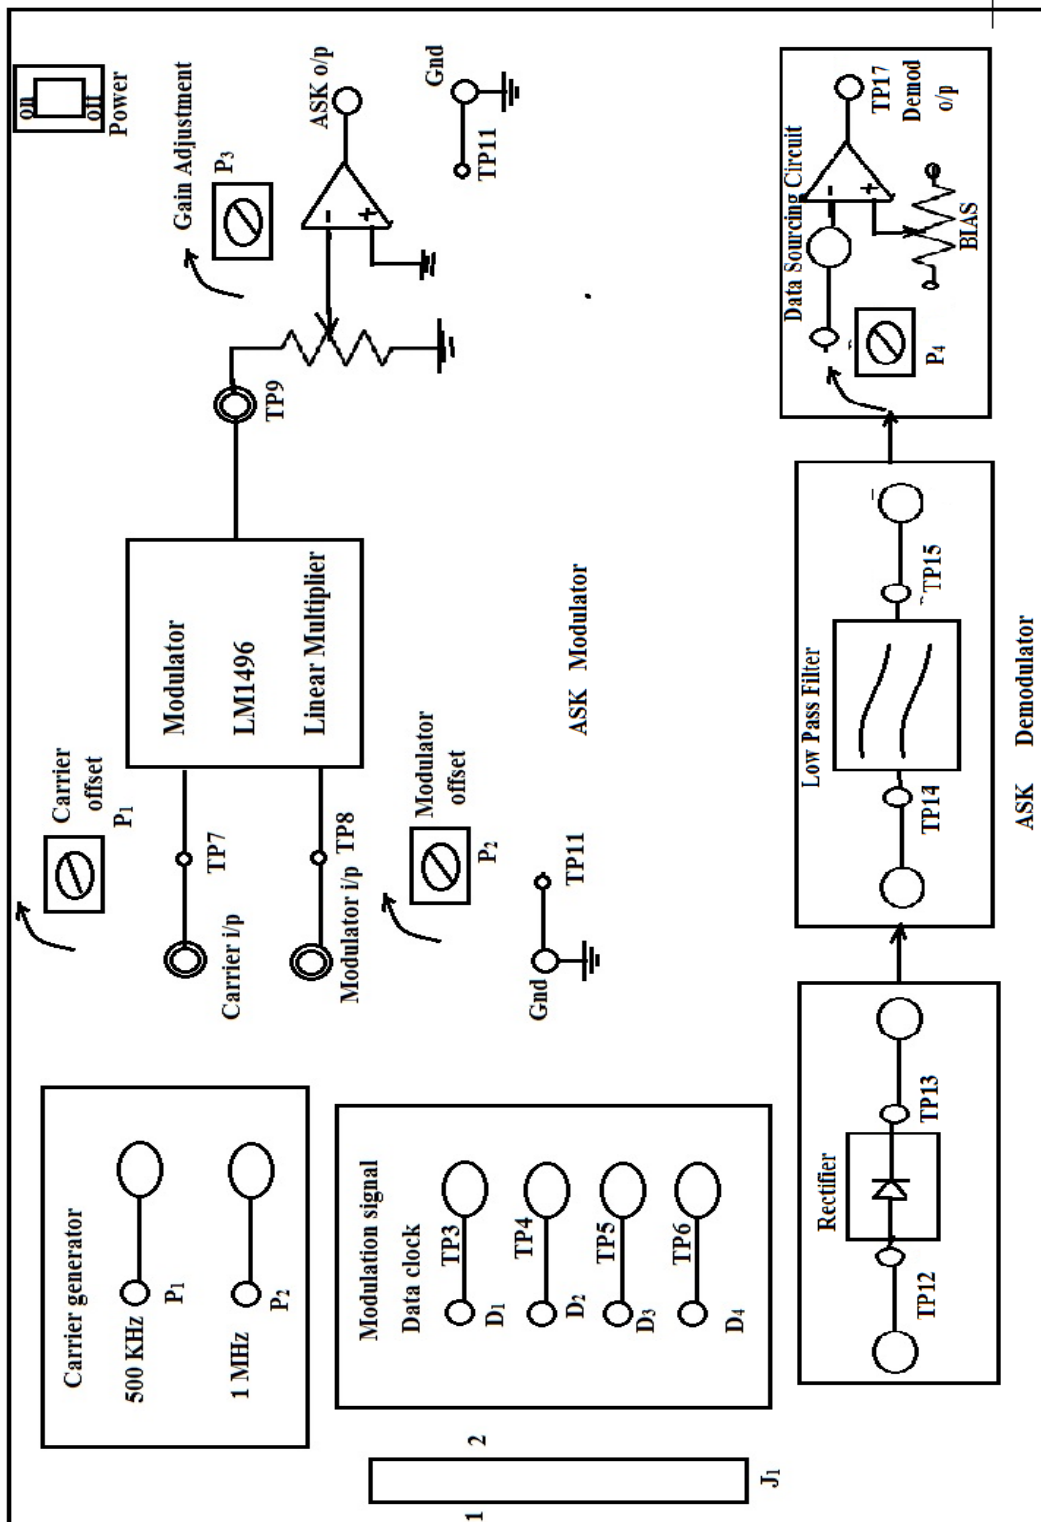 Carrier generator
500 KHz
P1
1 MHz
P2
Modulation signal
Data clock
TP3
D1
TP4
D2
TP5
D3
TP6
D4
1
2
J1
Carrier
offset
P1
Carrier i/p
TP7
Modulator i/p
TP8
Modulator
LM1496
Linear Multiplier
Modulator
offset
P2
Gnd
TP11
TP9
Gain Adjustment
P3
-
+
ASK o/p
Gnd
TP11
on
off
Power
ASK Modulator
Rectifier
TP12
TP13
Low Pass Filter
TP14
TP15
Data Sourcing Circuit
P4
-
+
BIAS
TP17
Demod
o/p
ASK Demodulator